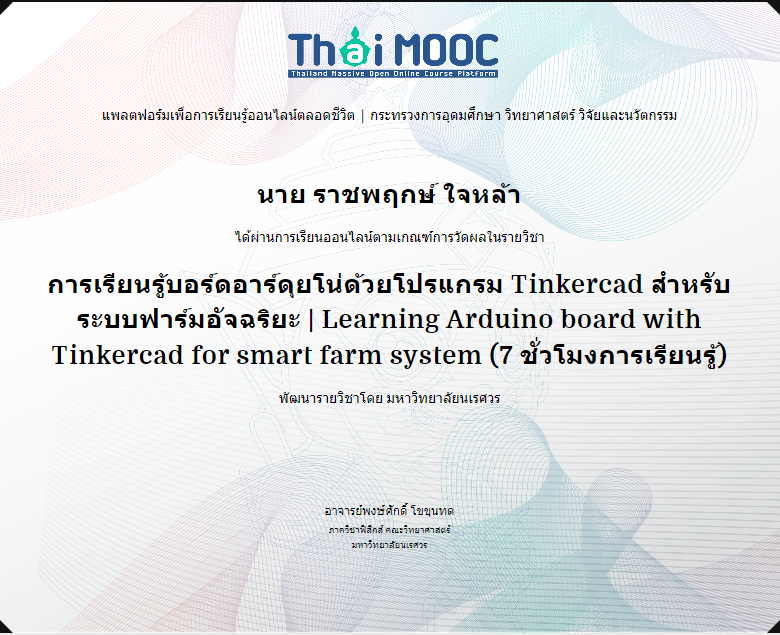 Thai MOOC
Thailand Massive Open Online Course Platform
แพลตฟอร์มเพื่อการเรียนรู้ออนไลน์ตลอดชีวิต | กระทรวงการอุดมศึกษา วิทยาศาสตร์ วิจัยและนวัตกรรม
นาย ราชพฤกษ์ ใจหล้า
ได้ผ่านการเรียนออนไลน์ตามเกณฑ์การวัดผลในรายวิชา
การเรียนรู้บอร์ดอาร์ดุยโน่ด้วยโปรแกรม Tinkercad สำหรับ
ระบบฟาร์มอัจฉริยะ | Learning Arduino board with
Tinkercad for smart farm system (7 ชั่วโมงการเรียนรู้)
พัฒนารายวิชาโดย มหาวิทยาลัยนเรศวร
อาจารย์พงษ์ศักดิ์ โขขุนทด
ภาควิชาฟิสิกส์ คณะวิทยาศาสตร์
มหาวิทยาลัยนเรศวร